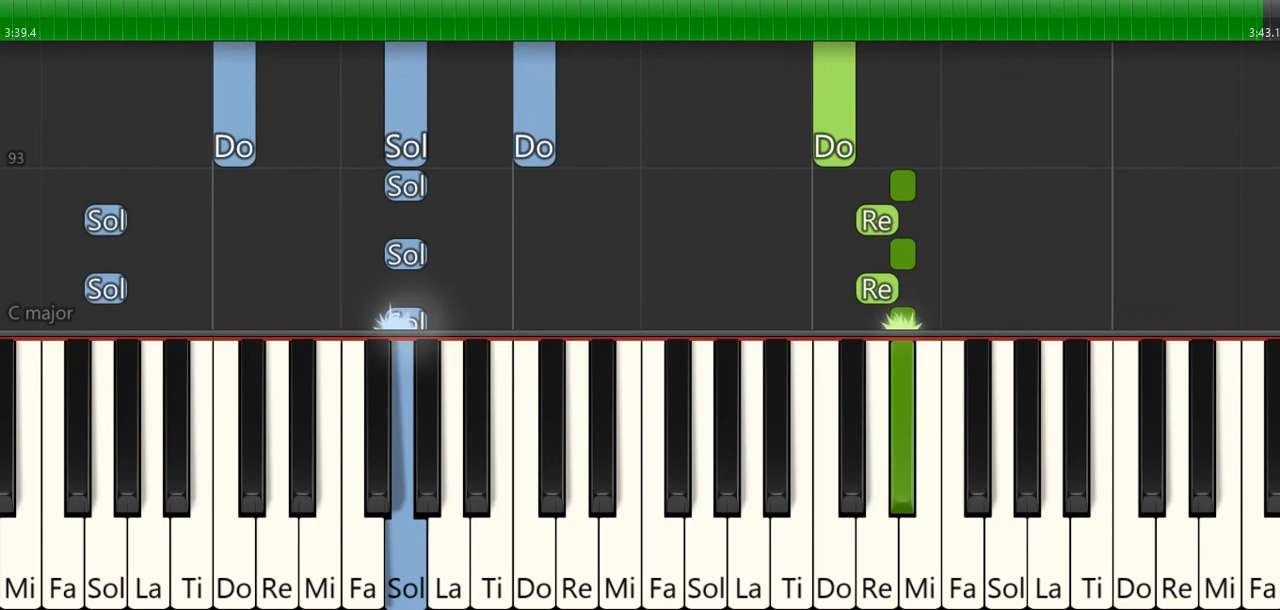 3:39.4 3:43.1
Do Sol Do Do
93
Sol
Sol Re
Sol
Sol Re
C major Sol
Mi Fa Sol La Ti Do Re Mi Fa Sol La Ti Do Re Mi Fa Sol La Ti Do Re Mi Fa Sol La Ti Do Re Mi Fa